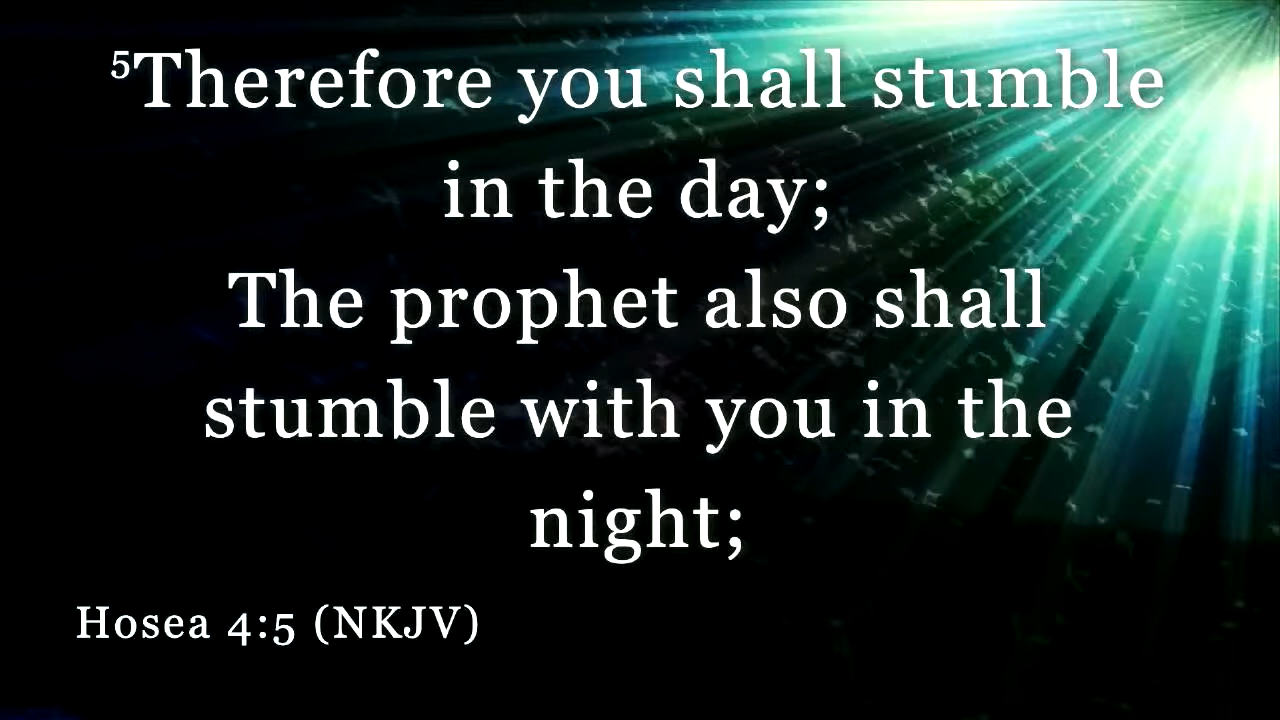 ⁵Therefore you shall stumble
in the day;
The prophet also shall
stumble with you in the
night;
Hosea 4:5 (NKJV)